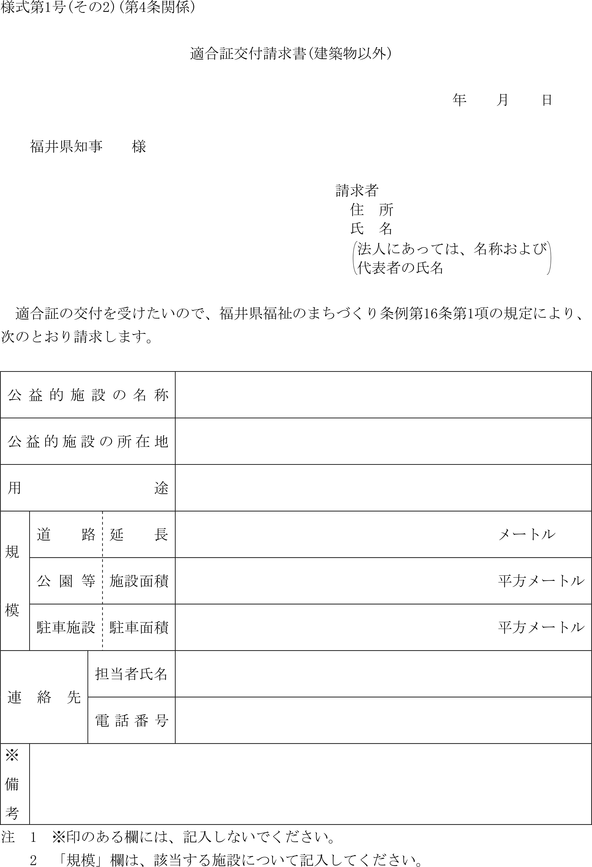 様式第1号(その2)(第4条関係)
適合証交付請求書(建築物以外)
年　月　日
福井県知事　様
請求者
住　所
氏　名
(法人にあっては、名称および
代表者の氏名)
適合証の交付を受けたいので、福井県福祉のまちづくり条例第16条第1項の規定により、
次のとおり請求します。
公益的施設の名称
公益的施設の所在地
用途
規模
道路 延長 メートル
公園等 施設面積 平方メートル
駐車施設 駐車面積 平方メートル
連絡先
担当者氏名
電話番号
※備考
注　1　※印のある欄には、記入しないでください。
2　「規模」欄は、該当する施設について記入してください。